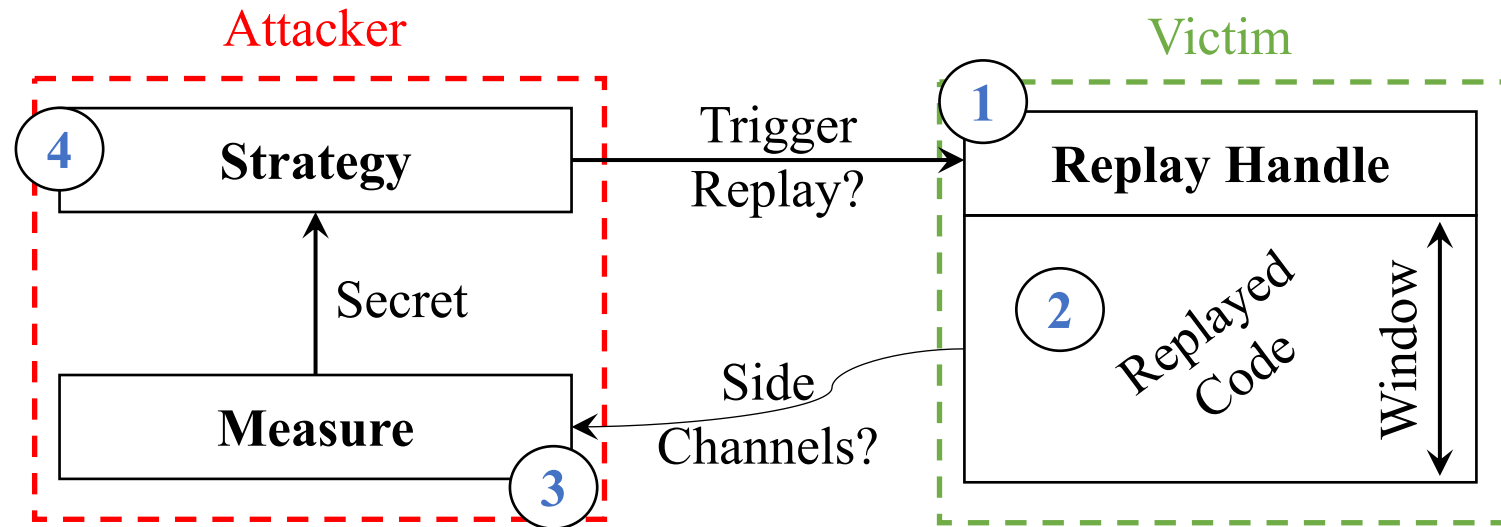 Attacker
Victim
4
Strategy
Trigger
Replay?
1
Replay Handle
Secret
2
Replayed
Code
Window
Side
Channels?
Measure
3